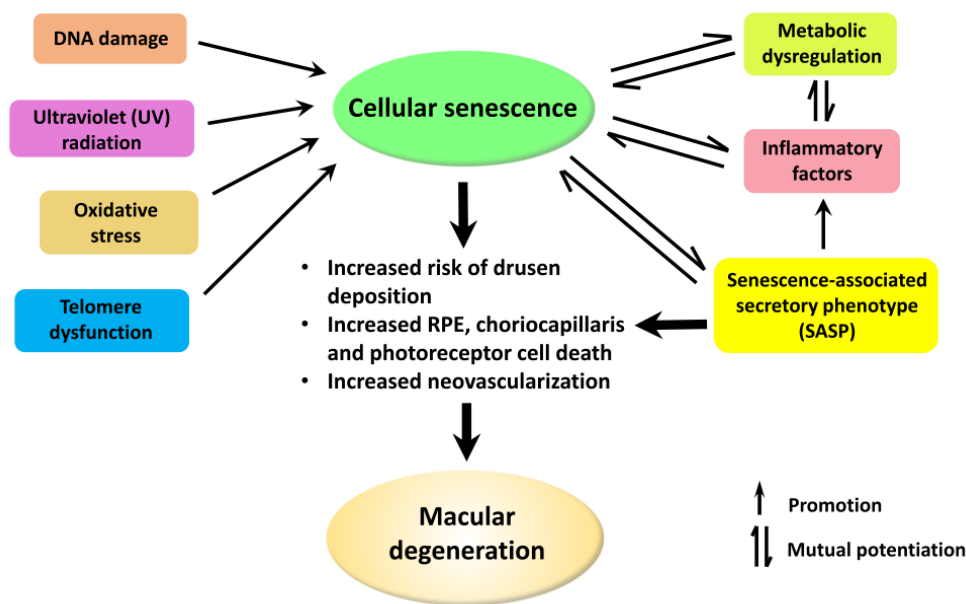 DNA damage
Ultraviolet (UV)
radiation
Oxidative
stress
Telomere
dysfunction
Cellular senescence
Metabolic
dysregulation
Inflammatory
factors
Senescence-associated
secretory phenotype
(SASP)
• Increased risk of drusen
deposition
• Increased RPE, choriocapillaris
and photoreceptor cell death
• Increased neovascularization
Macular
degeneration
Promotion
Mutual potentiation